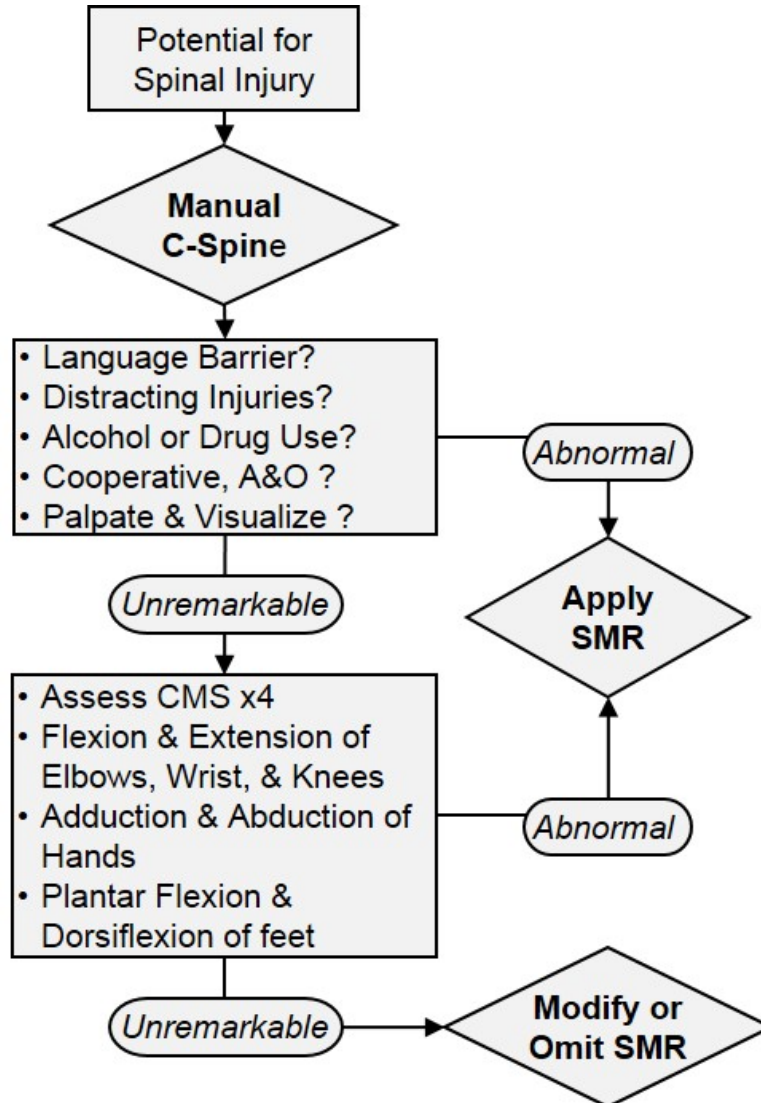 Potential for
Spinal Injury
Manual
C-Spine
• Language Barrier?
• Distracting Injuries?
• Alcohol or Drug Use?
• Cooperative, A&O ?
• Palpate & Visualize ?
Abnormal
Unremarkable
Apply
SMR
• Assess CMS x4
• Flexion & Extension of
Elbows, Wrist, & Knees
• Adduction & Abduction of
Hands
• Plantar Flexion &
Dorsiflexion of feet
Abnormal
Unremarkable
Modify or
Omit SMR